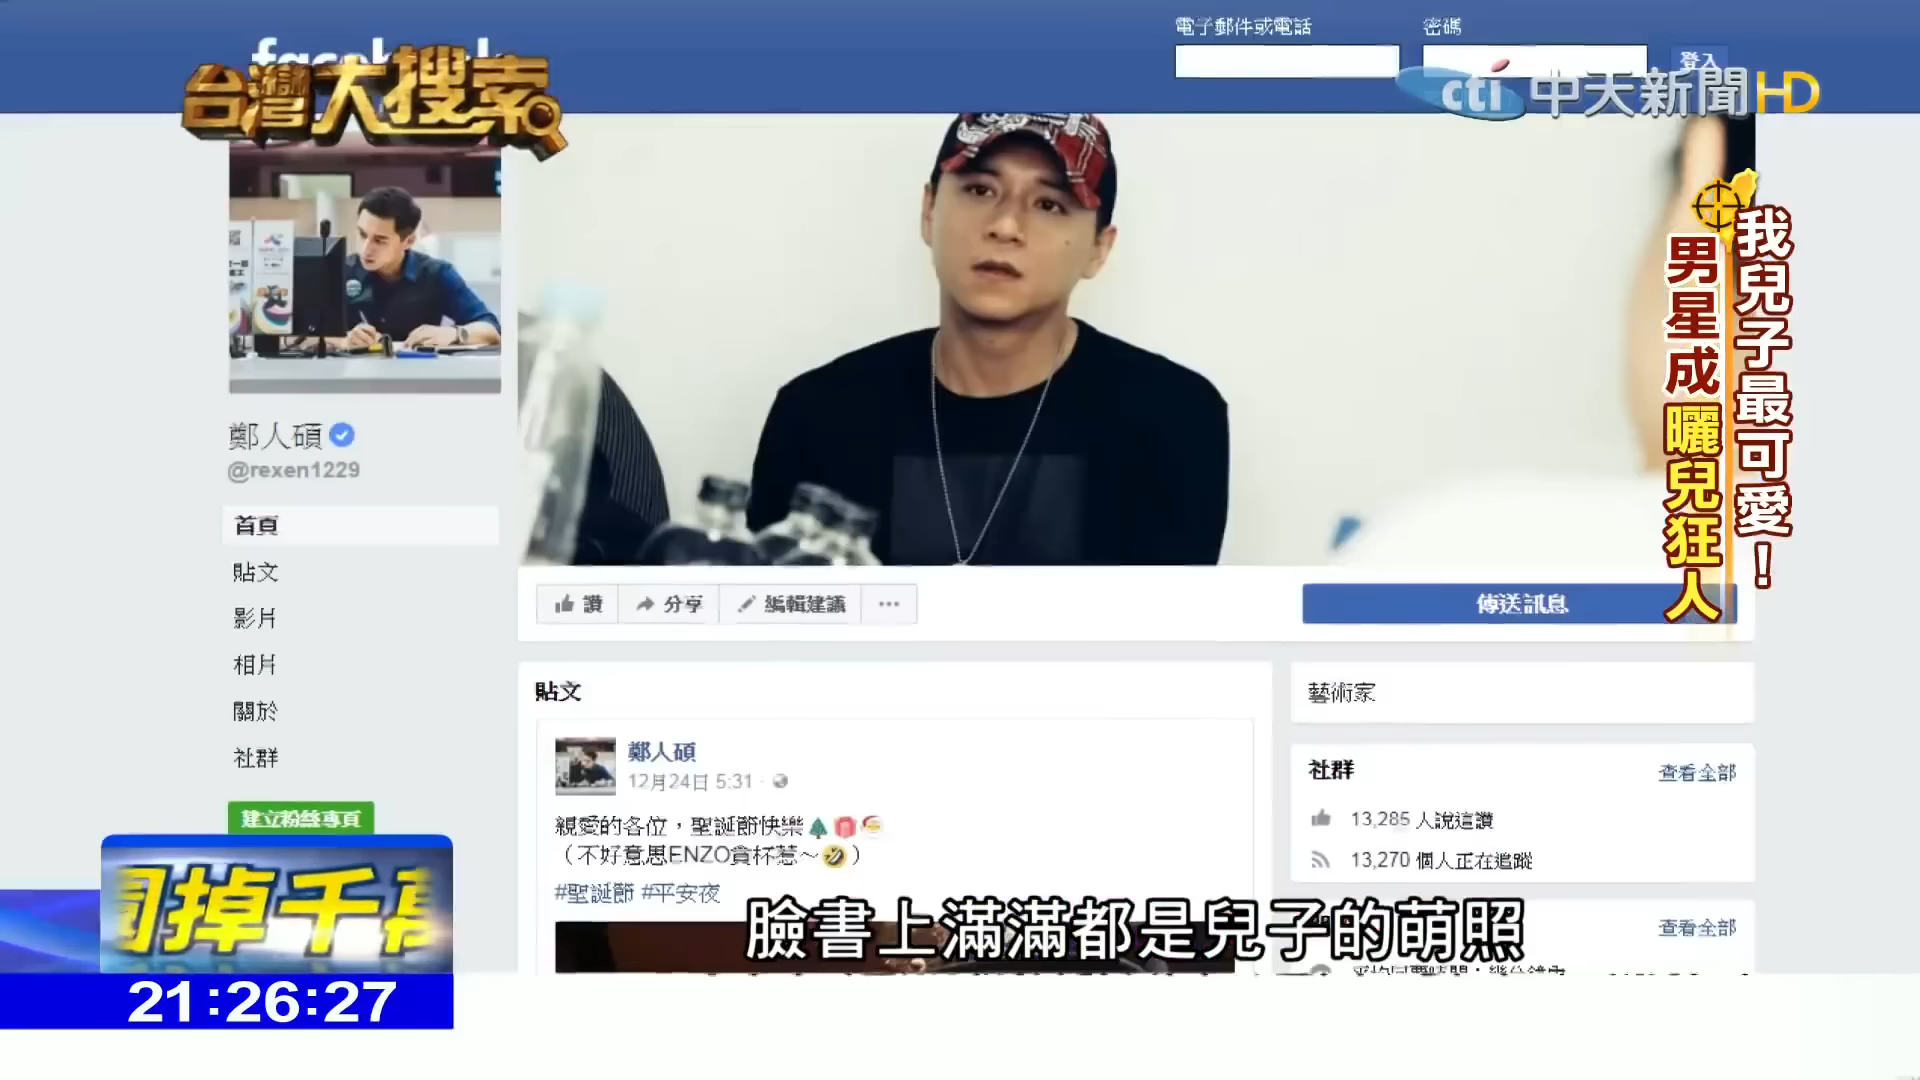 facebook
電子郵件或電話
密碼
登入
台灣大搜索
cti 中天新聞HD
我兒子最可愛！
男星成曬兒狂人
鄭人碩
@rexen1229
首頁
貼文
影片
相片
關於
社群
建立粉絲專頁
讚
分享
編輯建議
傳送訊息
貼文
鄭人碩
12月24日 5:31
親愛的各位，聖誕節快樂🎄🎁🎅
（不好意思ENZO貪杯惹～🤣）
#聖誕節 #平安夜
藝術家
社群
查看全部
13,285 人說這讚
13,270 個人正在追蹤
查看全部
臉書上滿滿都是兒子的萌照
掉千萬
21:26:27